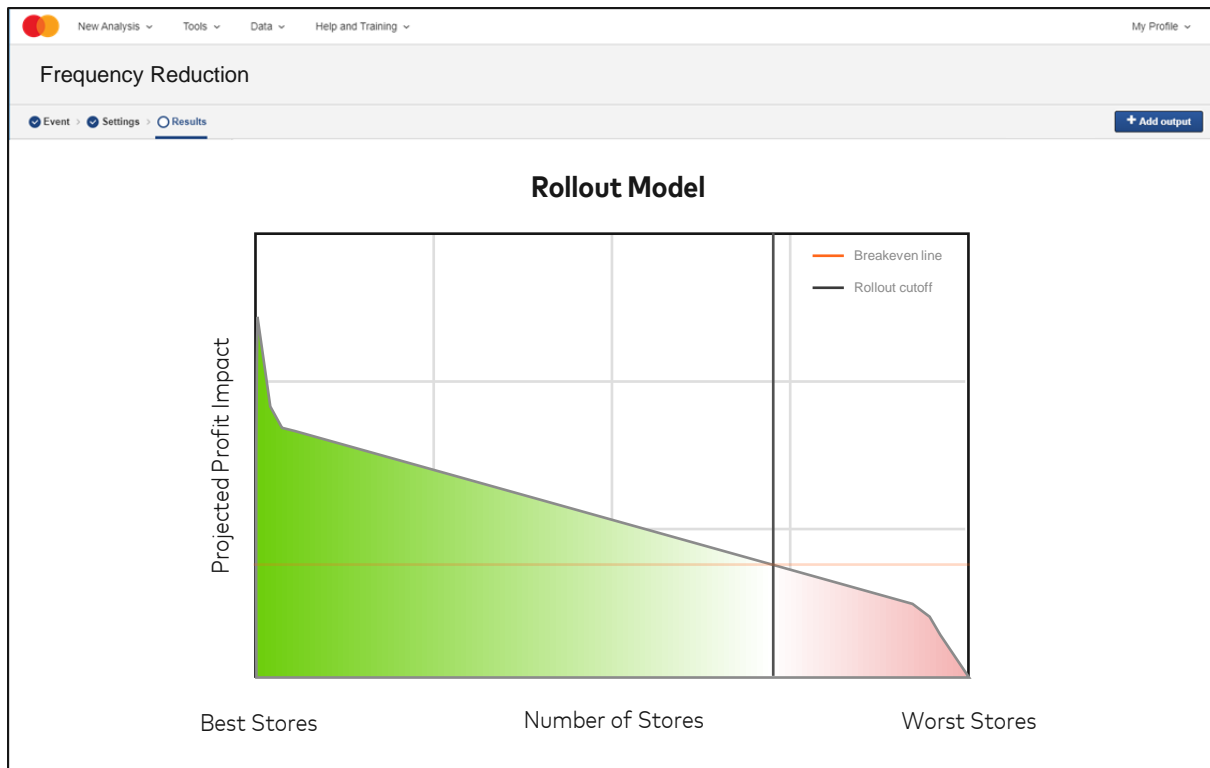 New Analysis Tools Data Help and Training My Profile
Frequency Reduction
Event > Settings > Results + Add output
Rollout Model
Breakeven line
Rollout cutoff
Projected Profit Impact
Best Stores Number of Stores Worst Stores